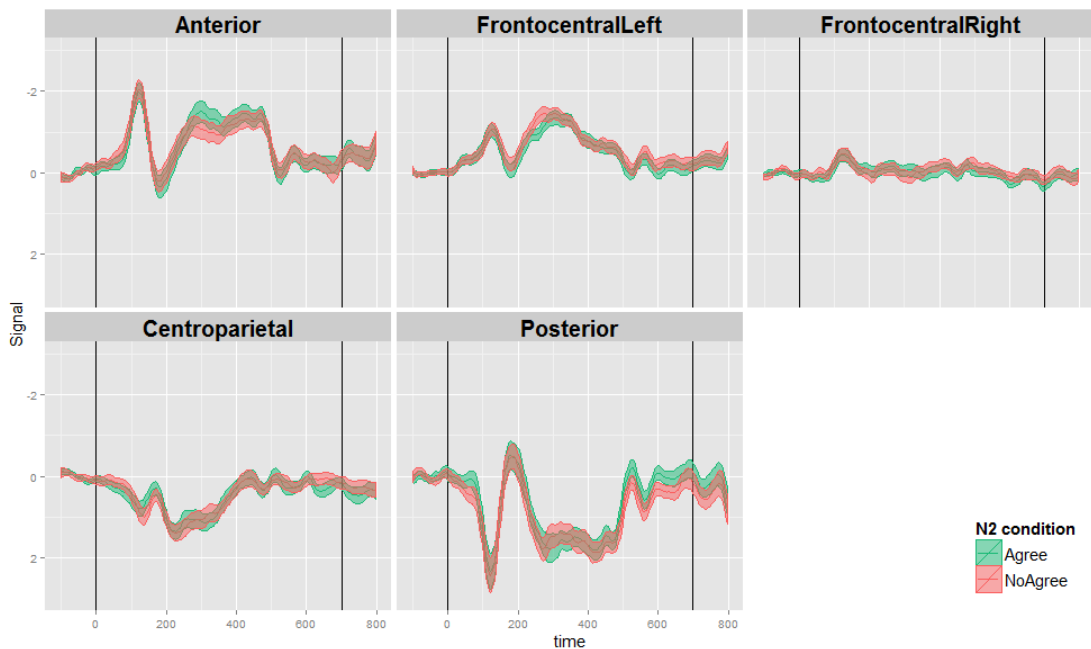 Anterior
FrontocentralLeft
FrontocentralRight
-2
0
2
Centroparietal
Posterior
-2
0
2
0
200
400
600
800
0
200
400
600
800
Signal
time
N2 condition
Agree
NoAgree